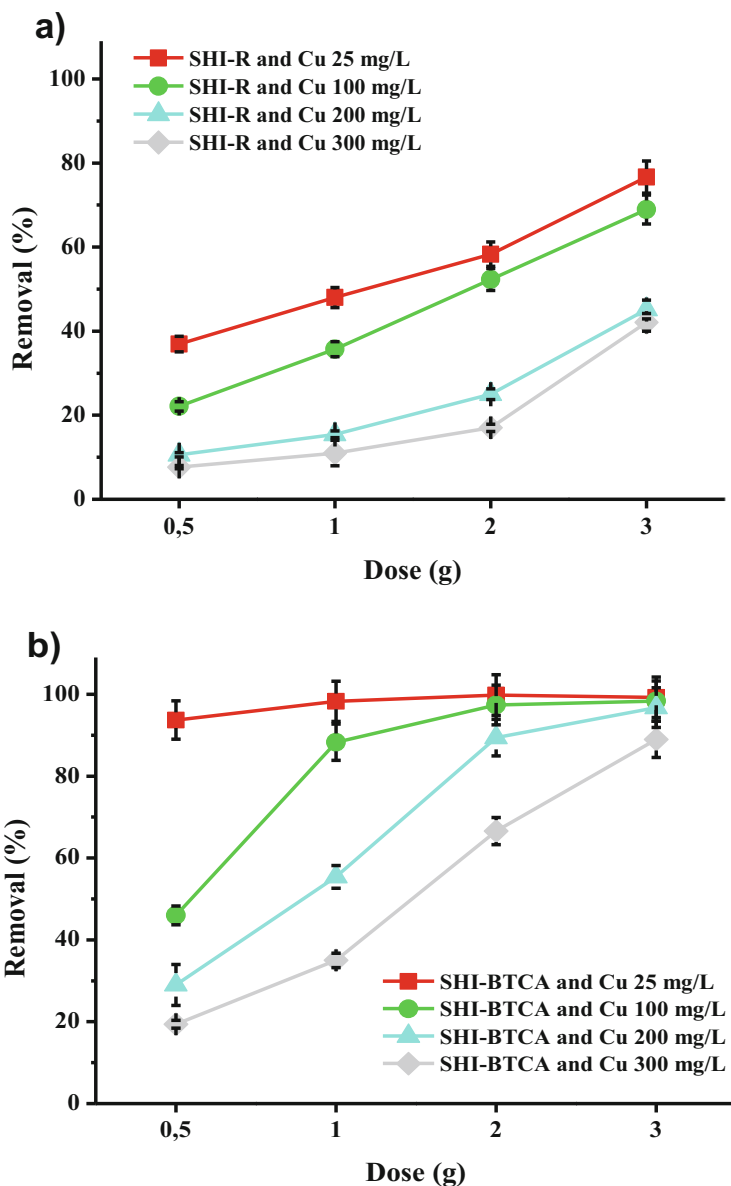 a)
SHI-R and Cu 25 mg/L
SHI-R and Cu 100 mg/L
SHI-R and Cu 200 mg/L
SHI-R and Cu 300 mg/L
100
80
60
40
20
0
Removal (%)
0,5 1 2 3
Dose (g)
b)
100
80
60
40
20
0
Removal (%)
SHI-BTCA and Cu 25 mg/L
SHI-BTCA and Cu 100 mg/L
SHI-BTCA and Cu 200 mg/L
SHI-BTCA and Cu 300 mg/L
0,5 1 2 3
Dose (g)